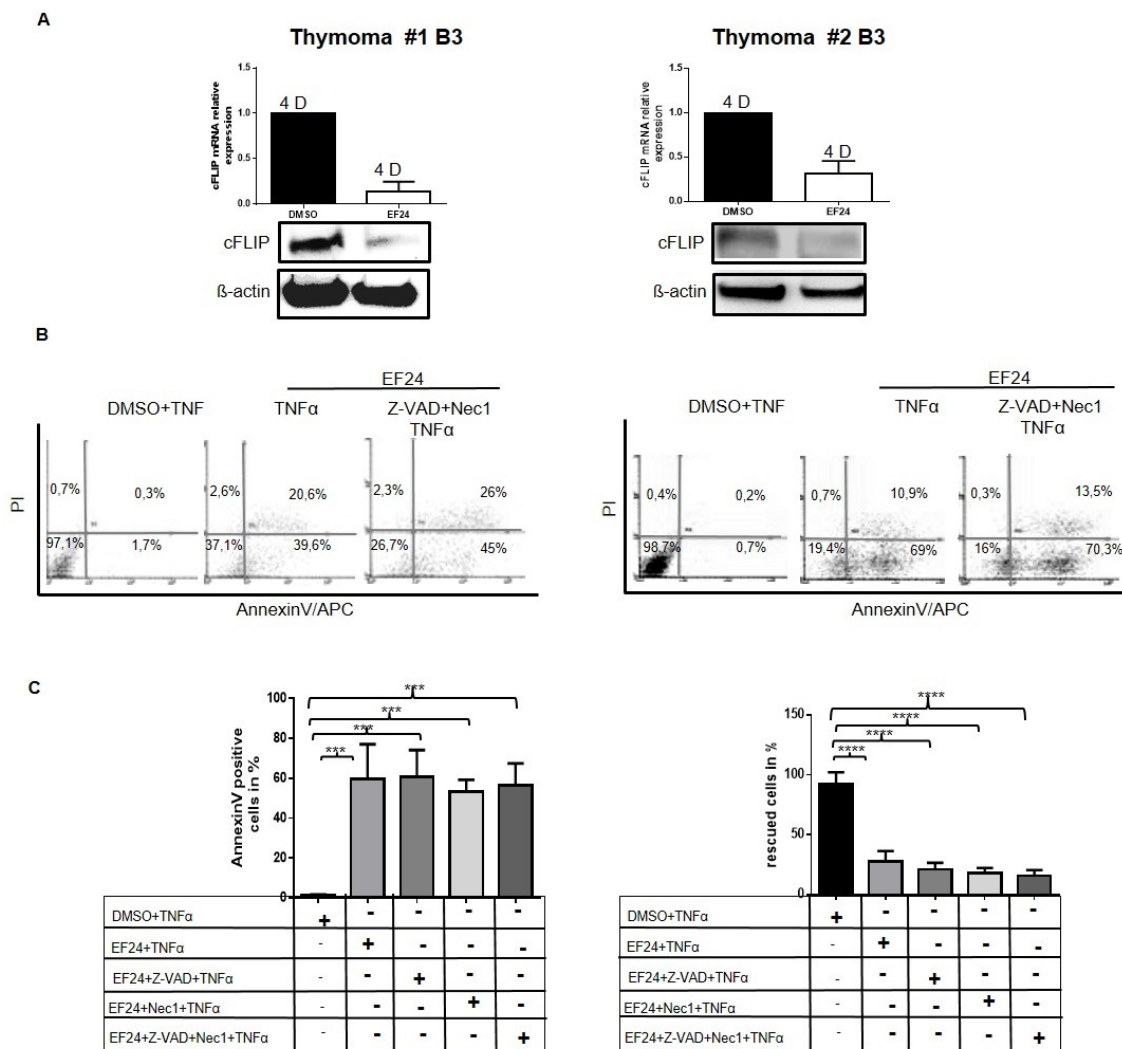 A
Thymoma #1 B3
Thymoma #2 B3
cFLIP mRNA relative
expression
1.5
1.0
0.5
0.0
4 D
4 D
DMSO
EF24
cFLIP
ß-actin
cFLIP mRNA relative
expression
1.5
1.0
0.5
0.0
4 D
4 D
DMSO
EF24
cFLIP
ß-actin
B
EF24
DMSO+TNF
TNFα
Z-VAD+Nec1
TNFα
PI
0,7%
0,3%
97,1%
1,7%
2,6%
20,6%
37,1%
39,6%
2,3%
26%
26,7%
45%
AnnexinV/APC
EF24
DMSO+TNF
TNFα
Z-VAD+Nec1
TNFα
PI
0,4%
0,2%
98,7%
0,7%
0,7%
10,9%
19,4%
69%
0,3%
13,5%
16%
70,3%
AnnexinV/APC
C
AnnexinV positive
cells in %
100
80
60
40
20
0
***
***
***
***
DMSO+TNFα + - - - -
EF24+TNFα - + - - -
EF24+Z-VAD+TNFα - - + - -
EF24+Nec1+TNFα - - - + -
EF24+Z-VAD+Nec1+TNFα - - - - +
rescued cells in %
150
100
50
0
****
****
****
****
DMSO+TNFα + - - - -
EF24+TNFα - + - - -
EF24+Z-VAD+TNFα - - + - -
EF24+Nec1+TNFα - - - + -
EF24+Z-VAD+Nec1+TNFα - - - - +